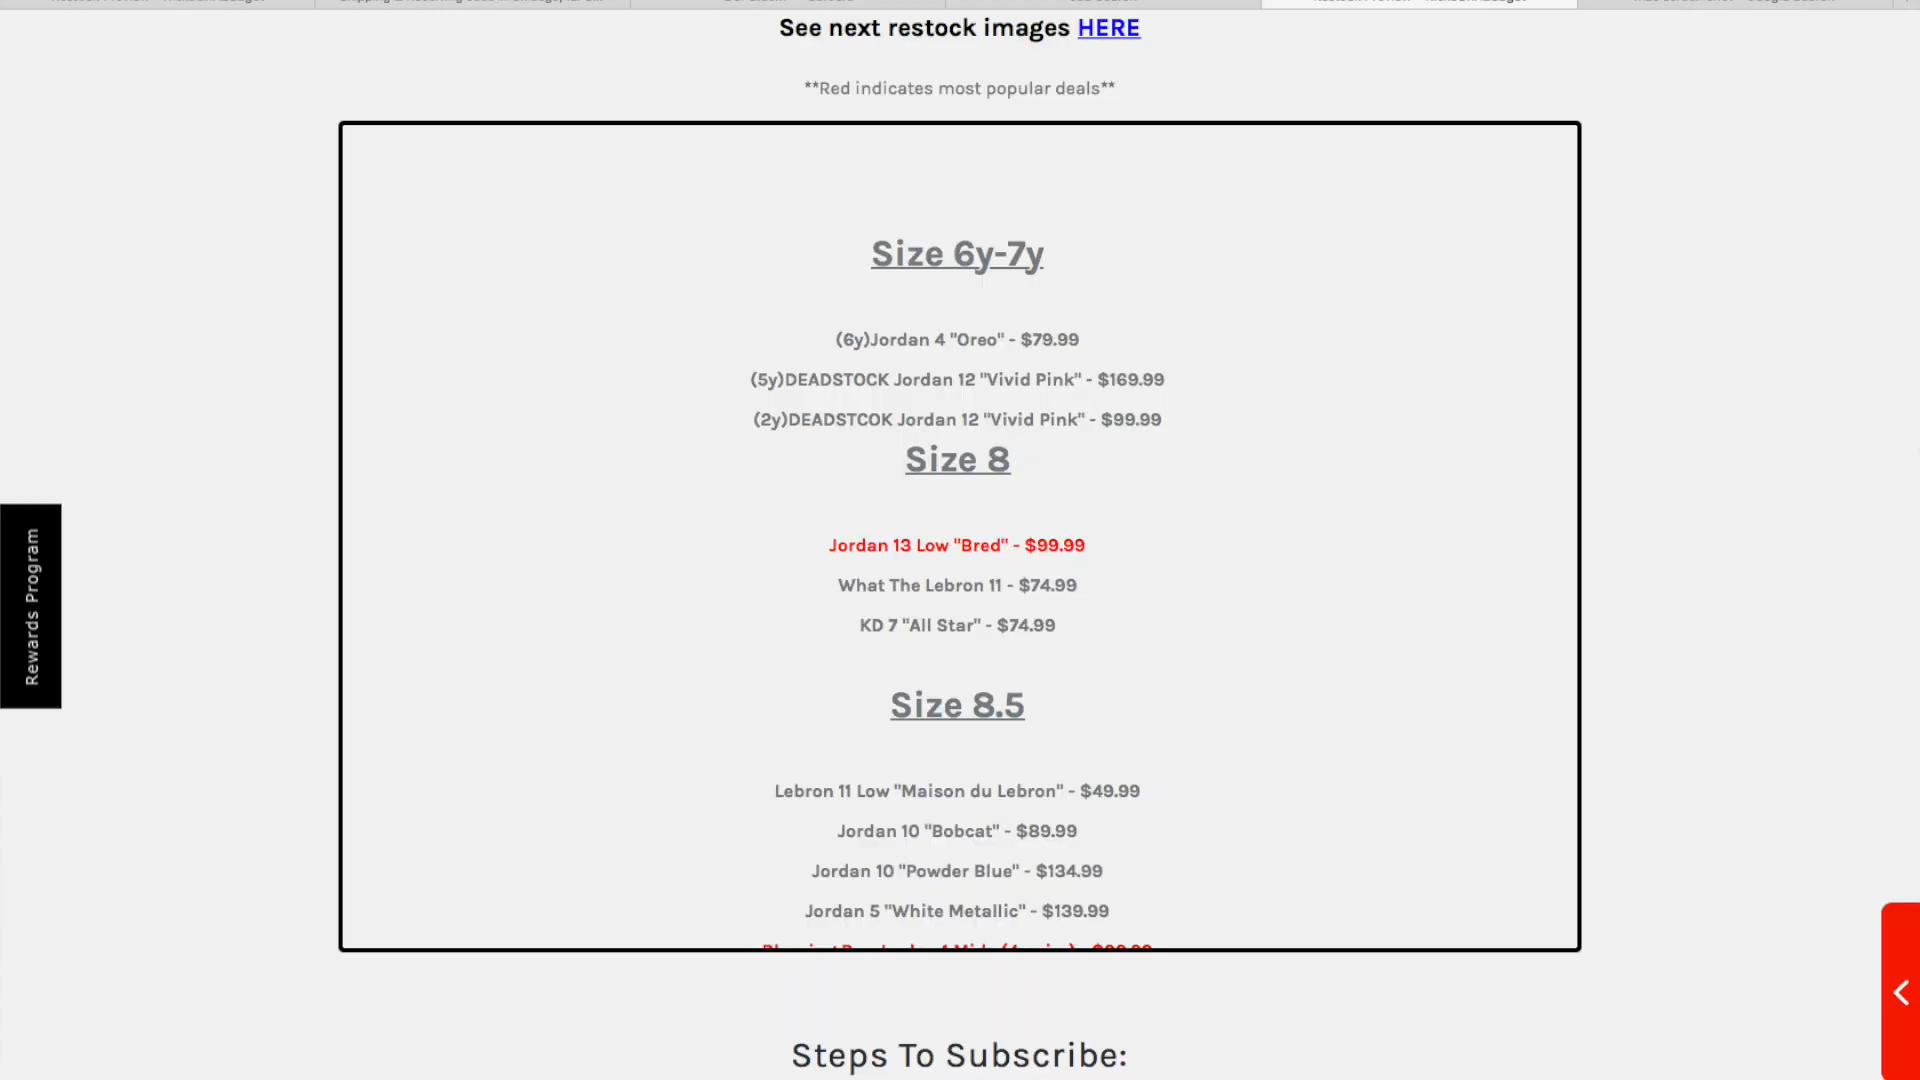 See next restock images HERE
**Red indicates most popular deals**
Size 6y-7y
(6y)Jordan 4 "Oreo" - $79.99
(5y)DEADSTOCK Jordan 12 "Vivid Pink" - $169.99
(2y)DEADSTCOK Jordan 12 "Vivid Pink" - $99.99
Size 8
Jordan 13 Low "Bred" - $99.99
What The Lebron 11 - $74.99
KD 7 "All Star" - $74.99
Rewards Program
Size 8.5
Lebron 11 Low "Maison du Lebron" - $49.99
Jordan 10 "Bobcat" - $89.99
Jordan 10 "Powder Blue" - $134.99
Jordan 5 "White Metallic" - $139.99
Steps To Subscribe: